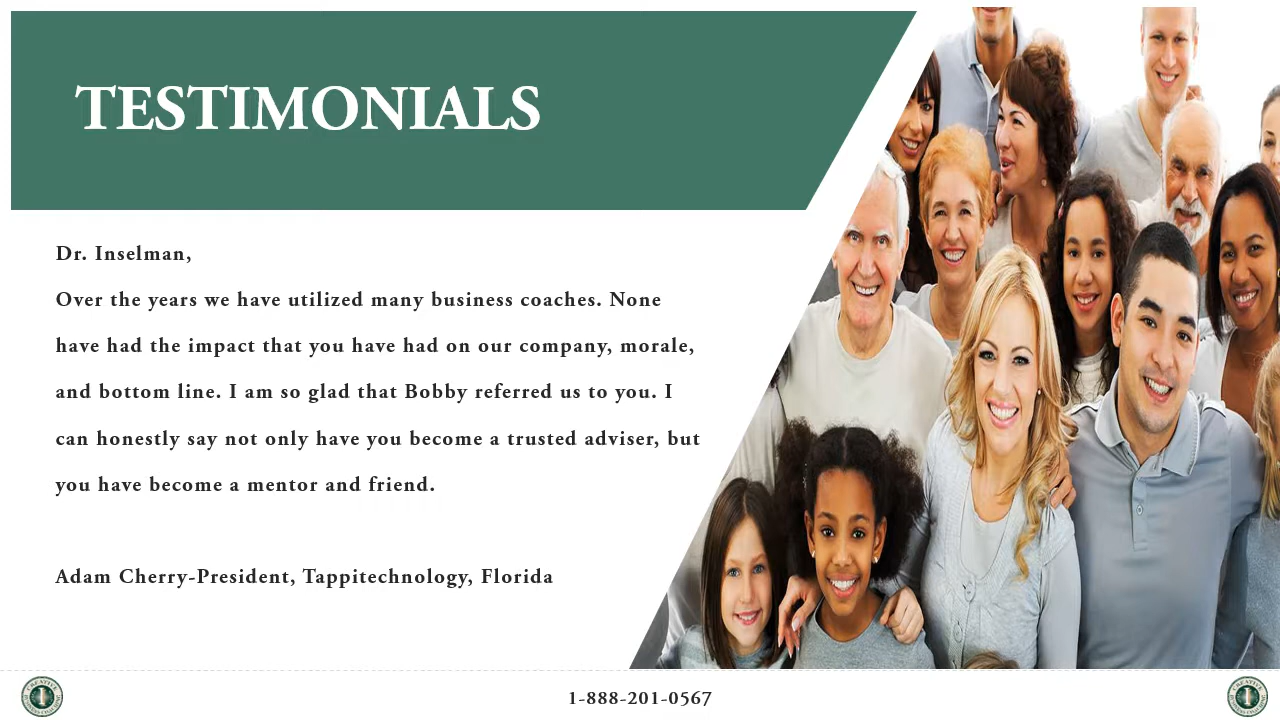 TESTIMONIALS
Dr. Inselman,
Over the years we have utilized many business coaches. None
have had the impact that you have had on our company, morale,
and bottom line. I am so glad that Bobby referred us to you. I
can honestly say not only have you become a trusted adviser, but
you have become a mentor and friend.
Adam Cherry-President, Tappitechnology, Florida
1-888-201-0567